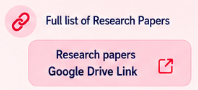 Full list of Research Papers
Research papers
Google Drive Link